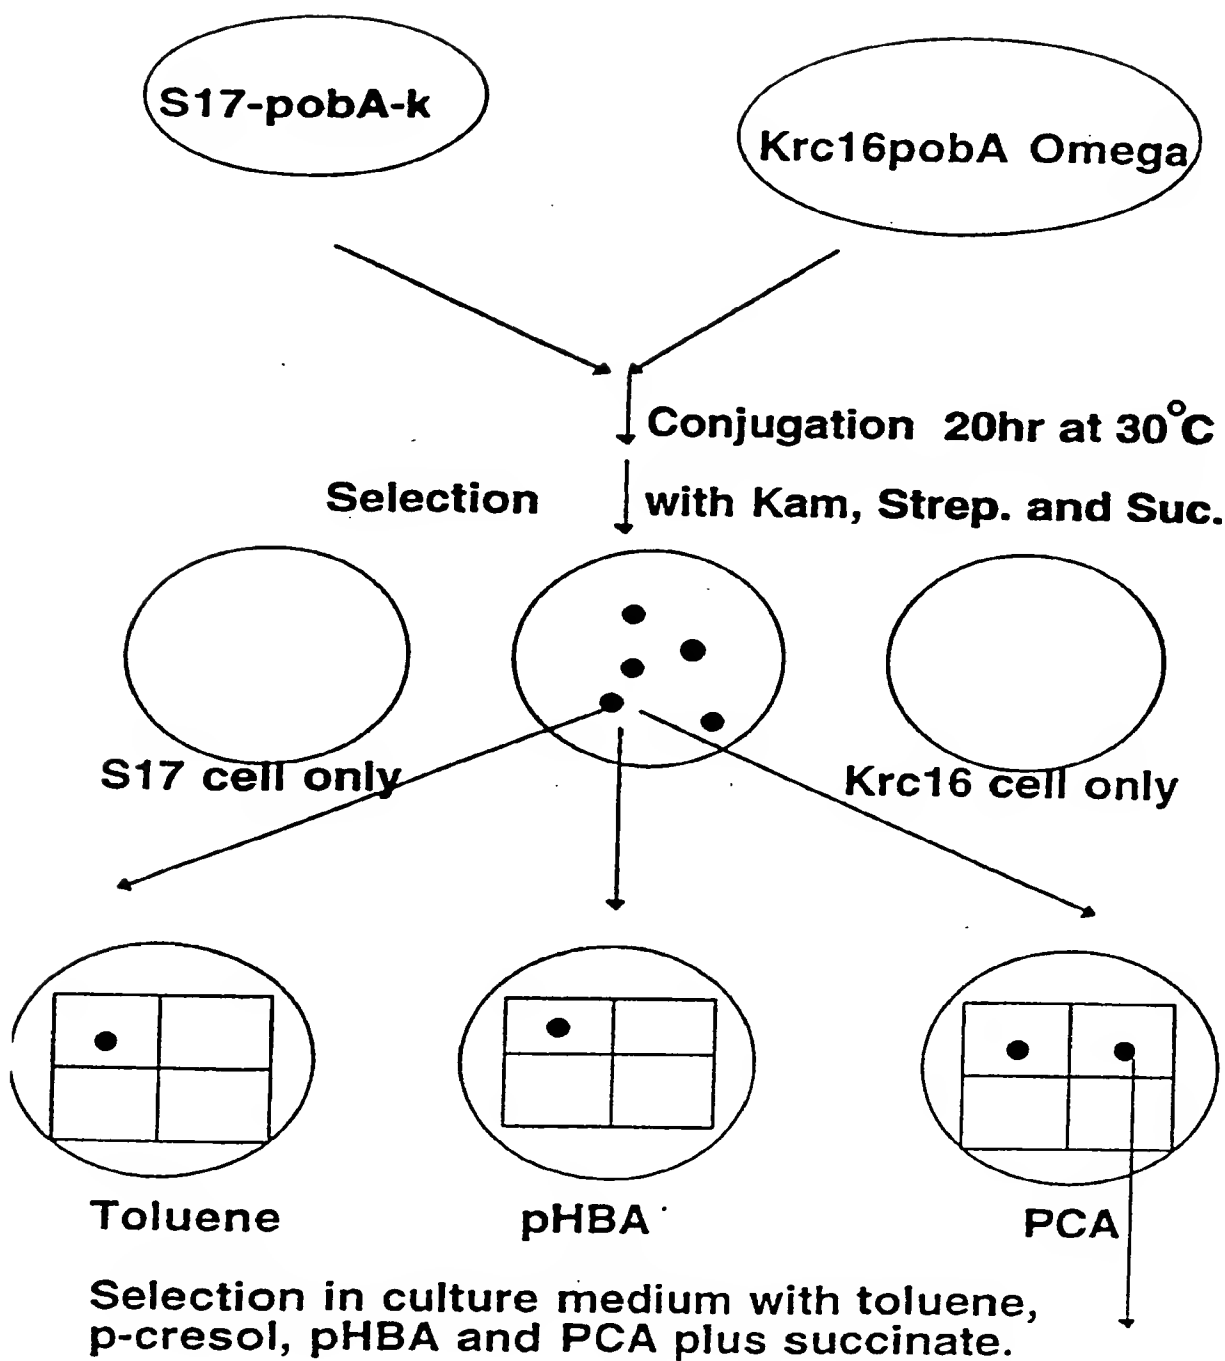 S17-pobA-k
Krc16pobA Omega
Conjugation 20hr at 30°C
Selection with Kam, Strep. and Suc.
S17 cell only
Krc16 cell only
Toluene
pHBA
PCA
Selection in culture medium with toluene,
p-cresol, pHBA and PCA plus succinate.